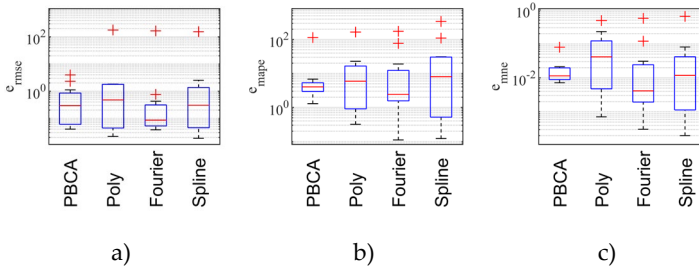 e_rmse
10^2
10^0
PBCA
Poly
Fourier
Spline
a)
e_mape
10^2
10^0
PBCA
Poly
Fourier
Spline
b)
e_mne
10^0
10^-2
PBCA
Poly
Fourier
Spline
c)